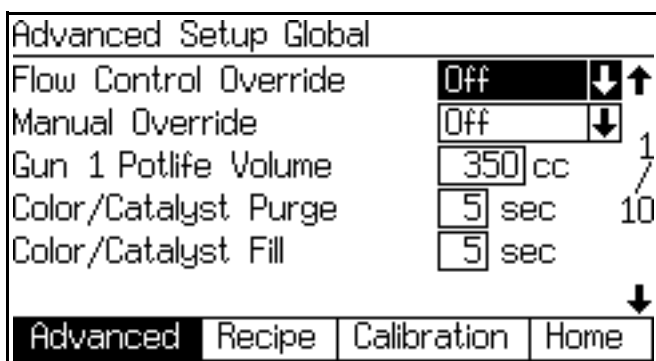 Advanced Setup Global
Flow Control Override Off
Manual Override Off
Gun 1 Potlife Volume 350 cc
Color/Catalyst Purge 5 sec
Color/Catalyst Fill 5 sec
1
/
10
Advanced Recipe Calibration Home